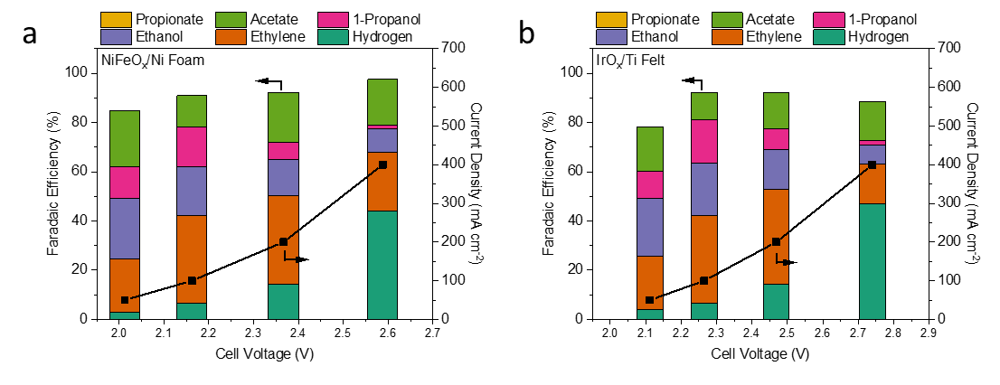 a
Propionate Acetate 1-Propanol
Ethanol Ethylene Hydrogen
NiFeOx/Ni Foam
Faradaic Efficiency (%)
100
80
60
40
20
0
700
600
500
400
300
200
100
0
Current Density (mA cm-2)
2.0 2.1 2.2 2.3 2.4 2.5 2.6 2.7
Cell Voltage (V)
b
Propionate Acetate 1-Propanol
Ethanol Ethylene Hydrogen
IrOx/Ti Felt
Faradaic Efficiency (%)
100
80
60
40
20
0
700
600
500
400
300
200
100
0
Current Density (mA cm-2)
2.0 2.1 2.2 2.3 2.4 2.5 2.6 2.7 2.8 2.9
Cell Voltage (V)